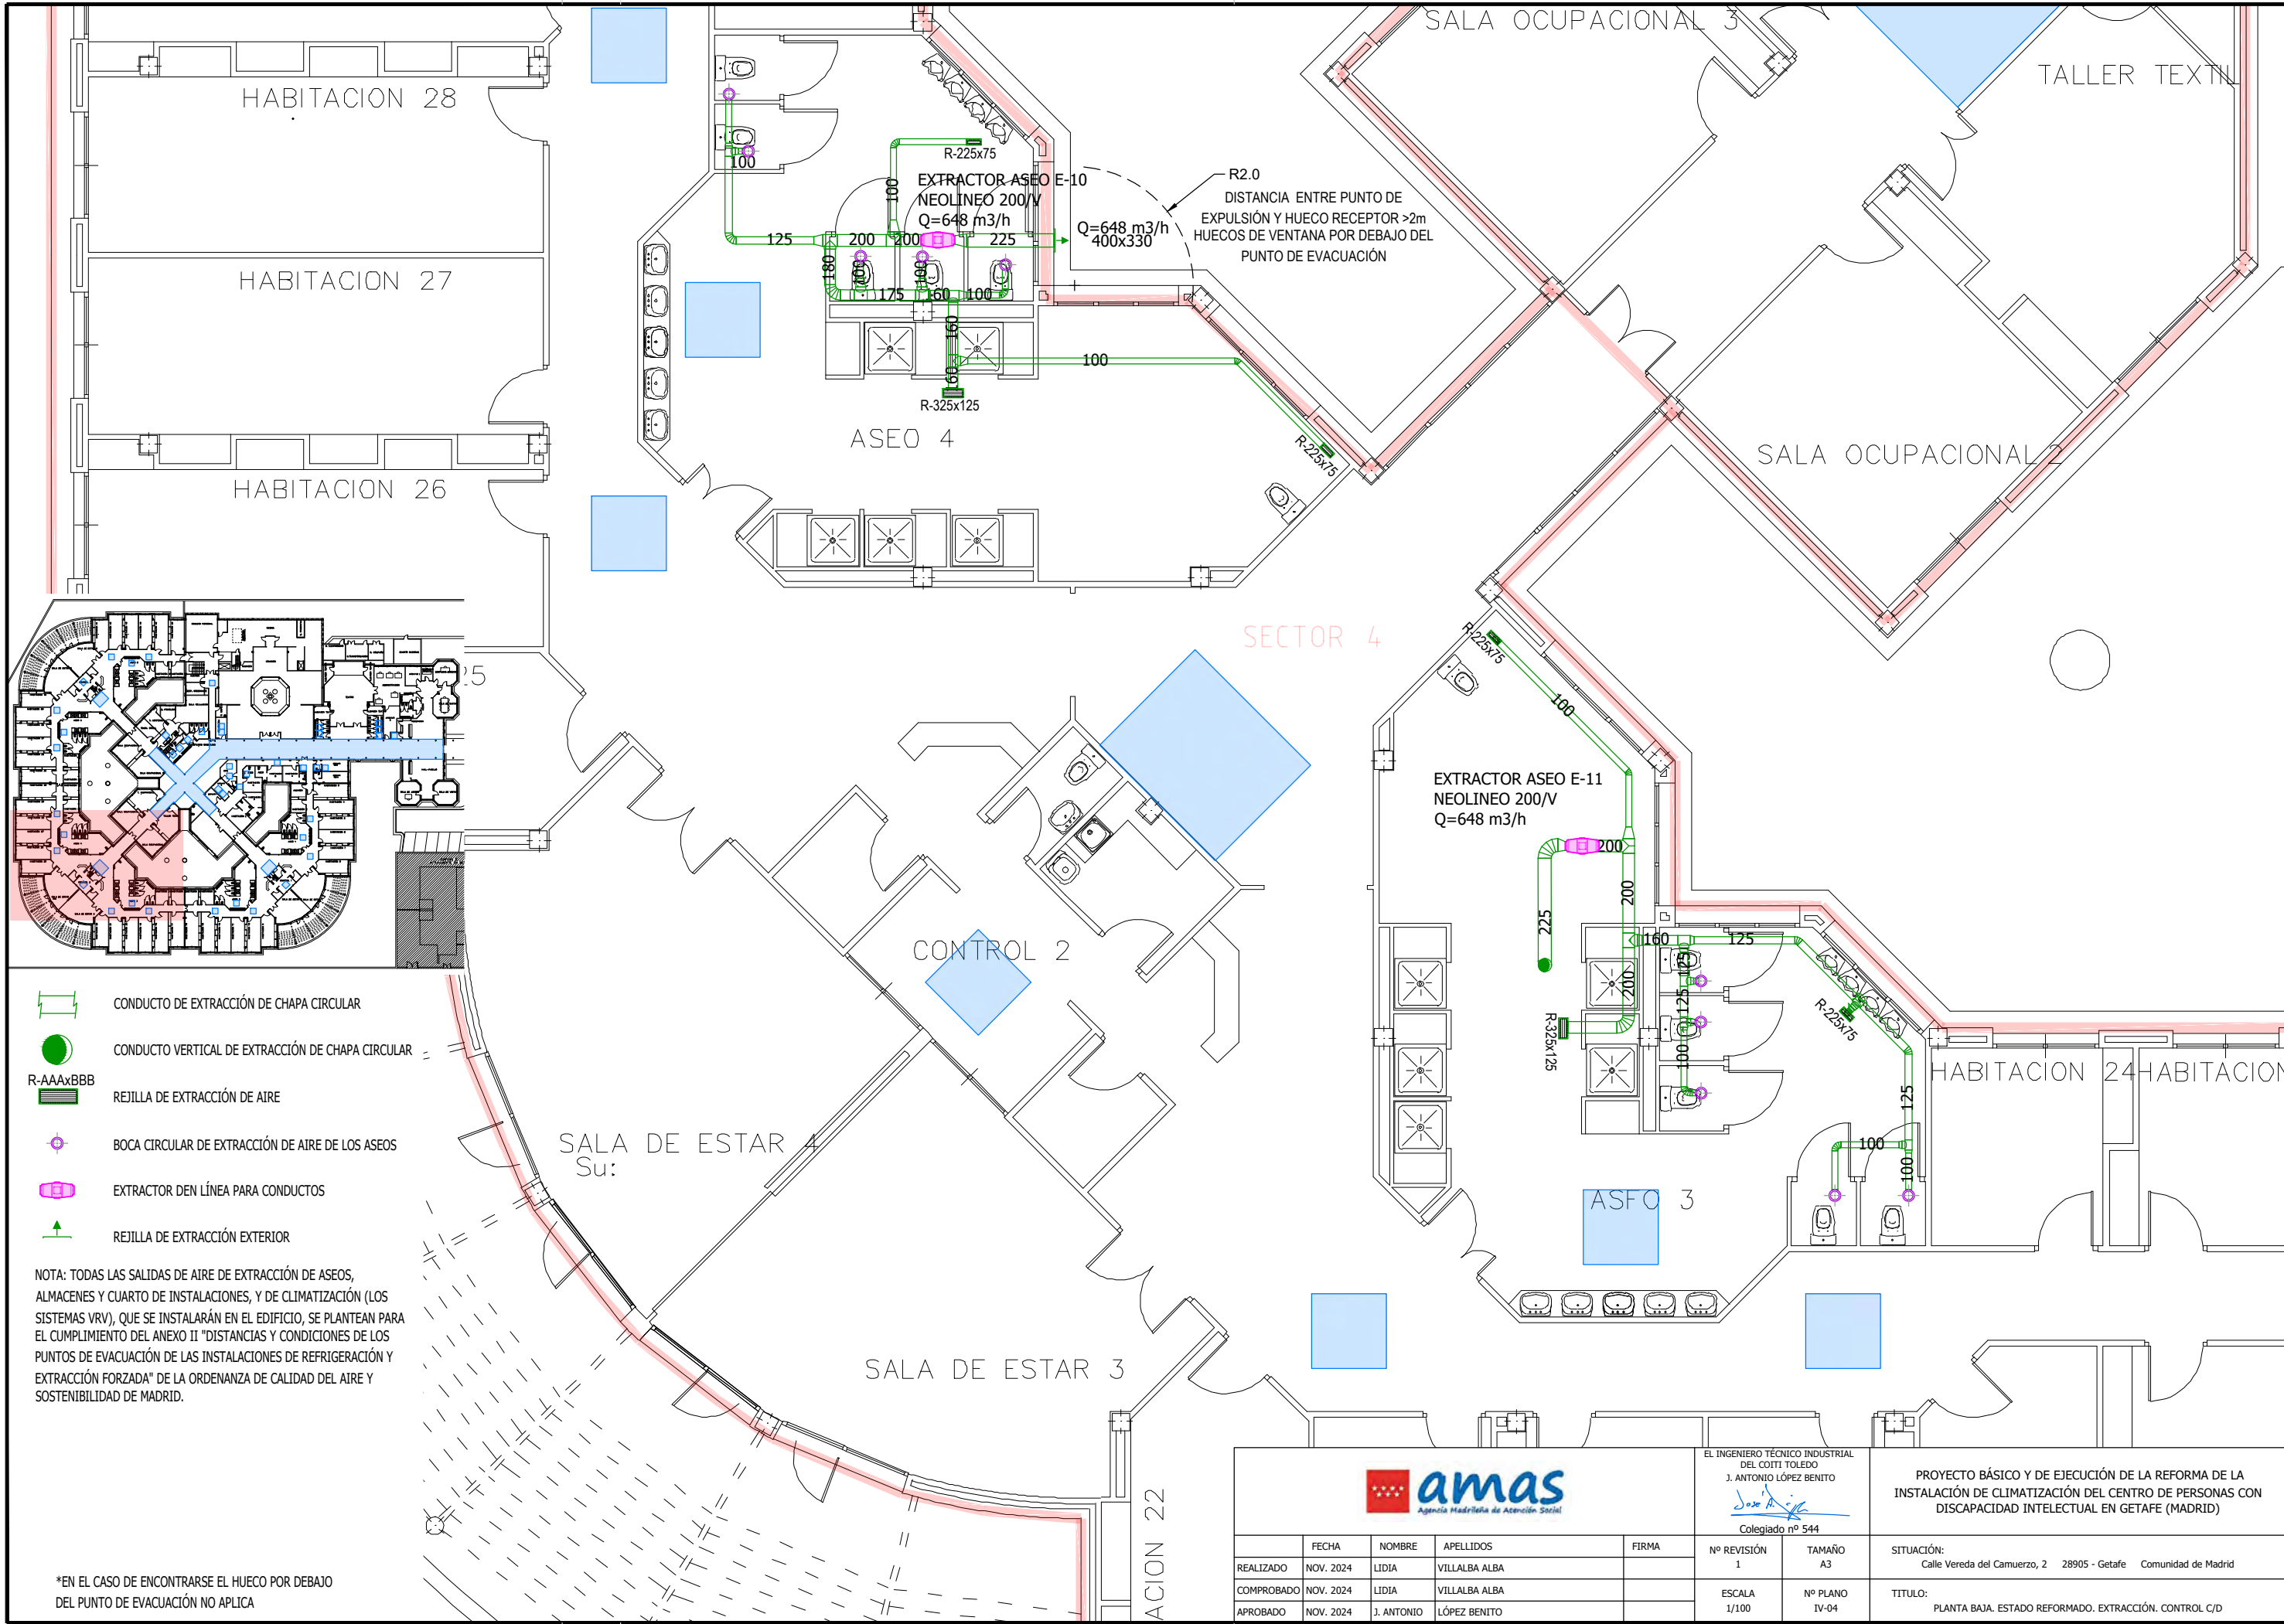 SALA OCUPACIONAL 3
TALLER TEXTIL
HABITACION 28
R-225x75
100
100
EXTRACTOR ASEO E-10
NEOLINEO 200/V
Q=648 m3/h
R2.0
DISTANCIA ENTRE PUNTO DE
EXPULSIÓN Y HUECO RECEPTOR >2m
HUECOS DE VENTANA POR DEBAJO DEL
PUNTO DE EVACUACIÓN
Q=648 m3/h
400x330
125
200
200
225
180
100
100
175
160
100
160
160
100
R-325x125
R-225x75
HABITACION 27
ASEO 4
HABITACION 26
SALA OCUPACIONAL 2
SECTOR 4
R-225x75
100
25
EXTRACTOR ASEO E-11
NEOLINEO 200/V
Q=648 m3/h
200
200
225
160
125
125
200
125
100
R-325x125
R-225x75
125
100
100
CONTROL 2
HABITACION 24
HABITACION
SALA DE ESTAR 4
Su:
ASEO 3
SALA DE ESTAR 3
ACION 22
CONDUCTO DE EXTRACCIÓN DE CHAPA CIRCULAR
CONDUCTO VERTICAL DE EXTRACCIÓN DE CHAPA CIRCULAR
R-AAAxBBB
REJILLA DE EXTRACCIÓN DE AIRE
BOCA CIRCULAR DE EXTRACCIÓN DE AIRE DE LOS ASEOS
EXTRACTOR DEN LÍNEA PARA CONDUCTOS
REJILLA DE EXTRACCIÓN EXTERIOR
NOTA: TODAS LAS SALIDAS DE AIRE DE EXTRACCIÓN DE ASEOS,
ALMACENES Y CUARTO DE INSTALACIONES, Y DE CLIMATIZACIÓN (LOS
SISTEMAS VRV), QUE SE INSTALARÁN EN EL EDIFICIO, SE PLANTEAN PARA
EL CUMPLIMIENTO DEL ANEXO II "DISTANCIAS Y CONDICIONES DE LOS
PUNTOS DE EVACUACIÓN DE LAS INSTALACIONES DE REFRIGERACIÓN Y
EXTRACCIÓN FORZADA" DE LA ORDENANZA DE CALIDAD DEL AIRE Y
SOSTENIBILIDAD DE MADRID.
*EN EL CASO DE ENCONTRARSE EL HUECO POR DEBAJO
DEL PUNTO DE EVACUACIÓN NO APLICA
amas
Agencia Madrileña de Atención Social
EL INGENIERO TÉCNICO INDUSTRIAL
DEL COITI TOLEDO
J. ANTONIO LÓPEZ BENITO
Colegiado nº 544
PROYECTO BÁSICO Y DE EJECUCIÓN DE LA REFORMA DE LA
INSTALACIÓN DE CLIMATIZACIÓN DEL CENTRO DE PERSONAS CON
DISCAPACIDAD INTELECTUAL EN GETAFE (MADRID)
FECHA NOMBRE APELLIDOS FIRMA
REALIZADO NOV. 2024 LIDIA VILLALBA ALBA
COMPROBADO NOV. 2024 LIDIA VILLALBA ALBA
APROBADO NOV. 2024 J. ANTONIO LÓPEZ BENITO
Nº REVISIÓN
1
TAMAÑO
A3
ESCALA
1/100
Nº PLANO
IV-04
SITUACIÓN:
Calle Vereda del Camuerzo, 2 28905 - Getafe Comunidad de Madrid
TITULO:
PLANTA BAJA. ESTADO REFORMADO. EXTRACCIÓN. CONTROL C/D